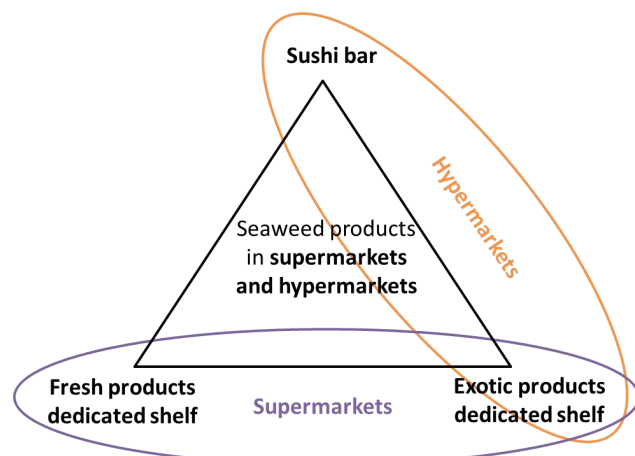 Sushi bar
Hypermarkets
Seaweed products
in supermarkets
and hypermarkets
Fresh products
dedicated shelf
Supermarkets
Exotic products
dedicated shelf